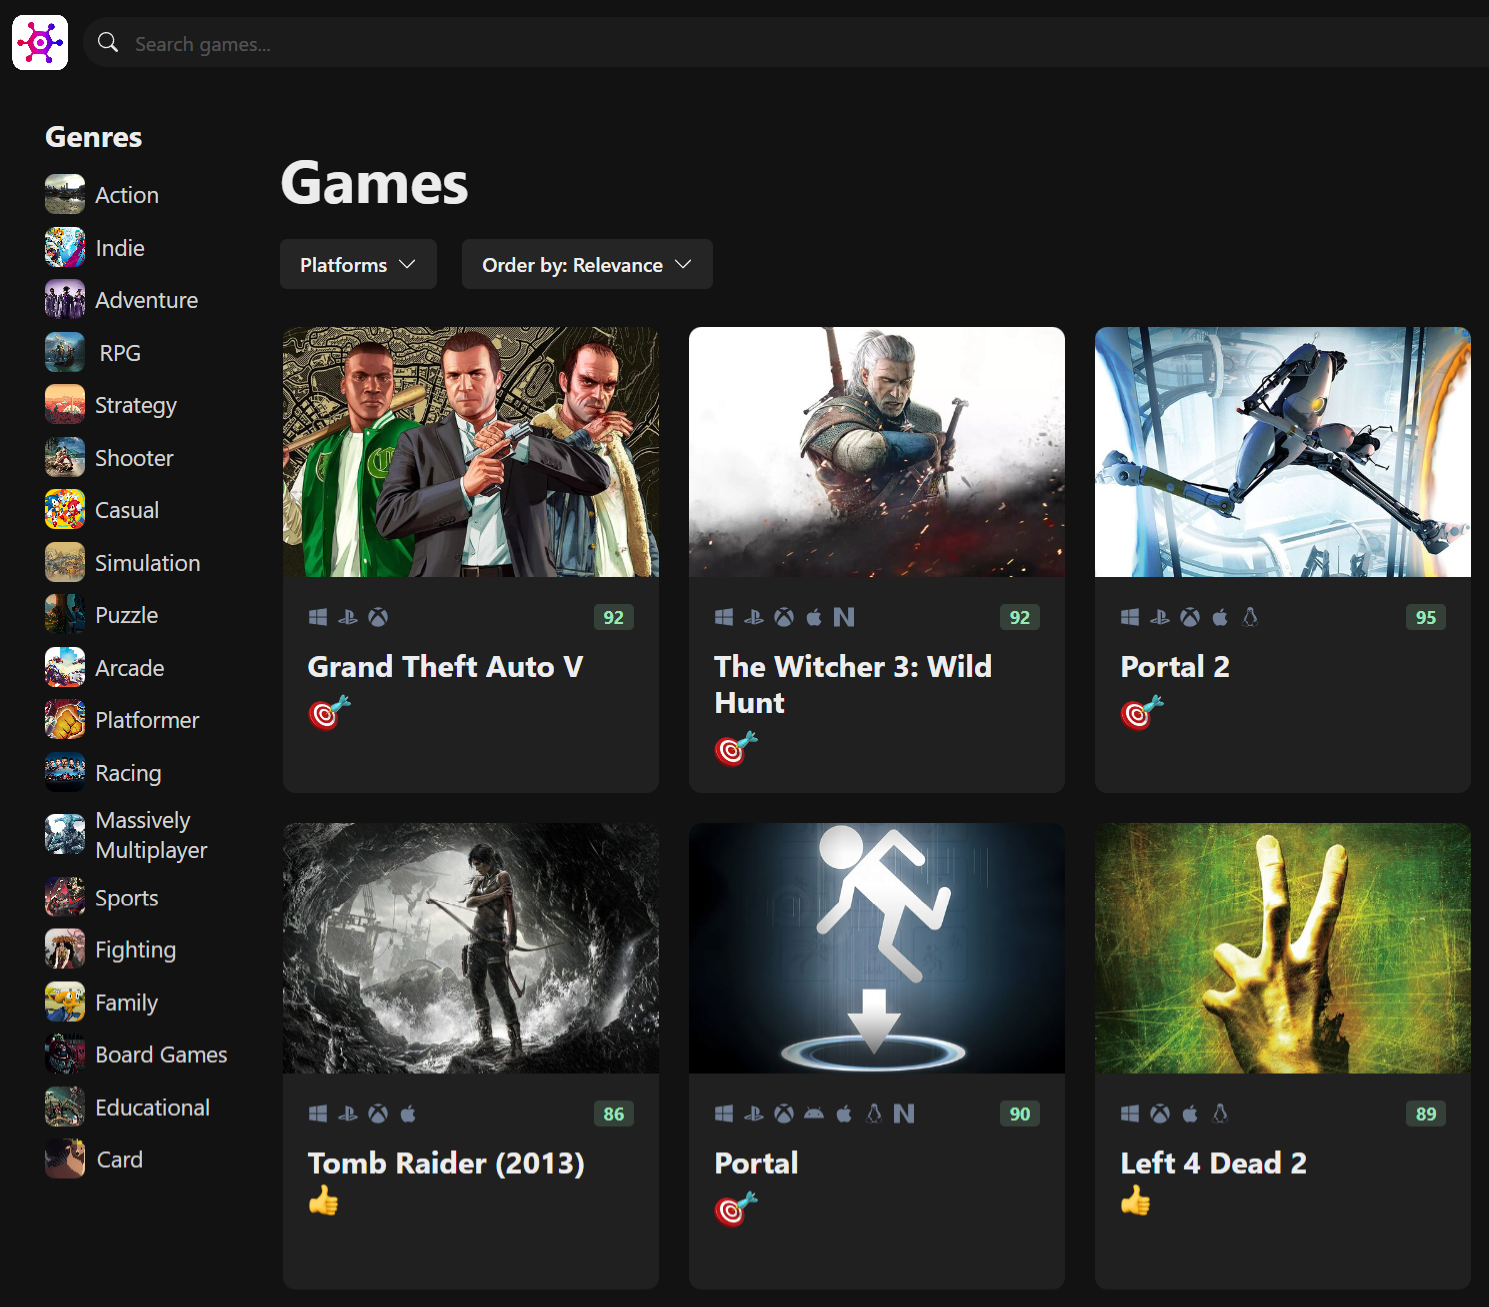 Search games...
Genres
Action
Indie
Adventure
RPG
Strategy
Shooter
Casual
Simulation
Puzzle
Arcade
Platformer
Racing
Massively
Multiplayer
Sports
Fighting
Family
Board Games
Educational
Card
Games
Platforms
Order by: Relevance
92
Grand Theft Auto V
92
The Witcher 3: Wild
Hunt
95
Portal 2
86
Tomb Raider (2013)
90
Portal
89
Left 4 Dead 2